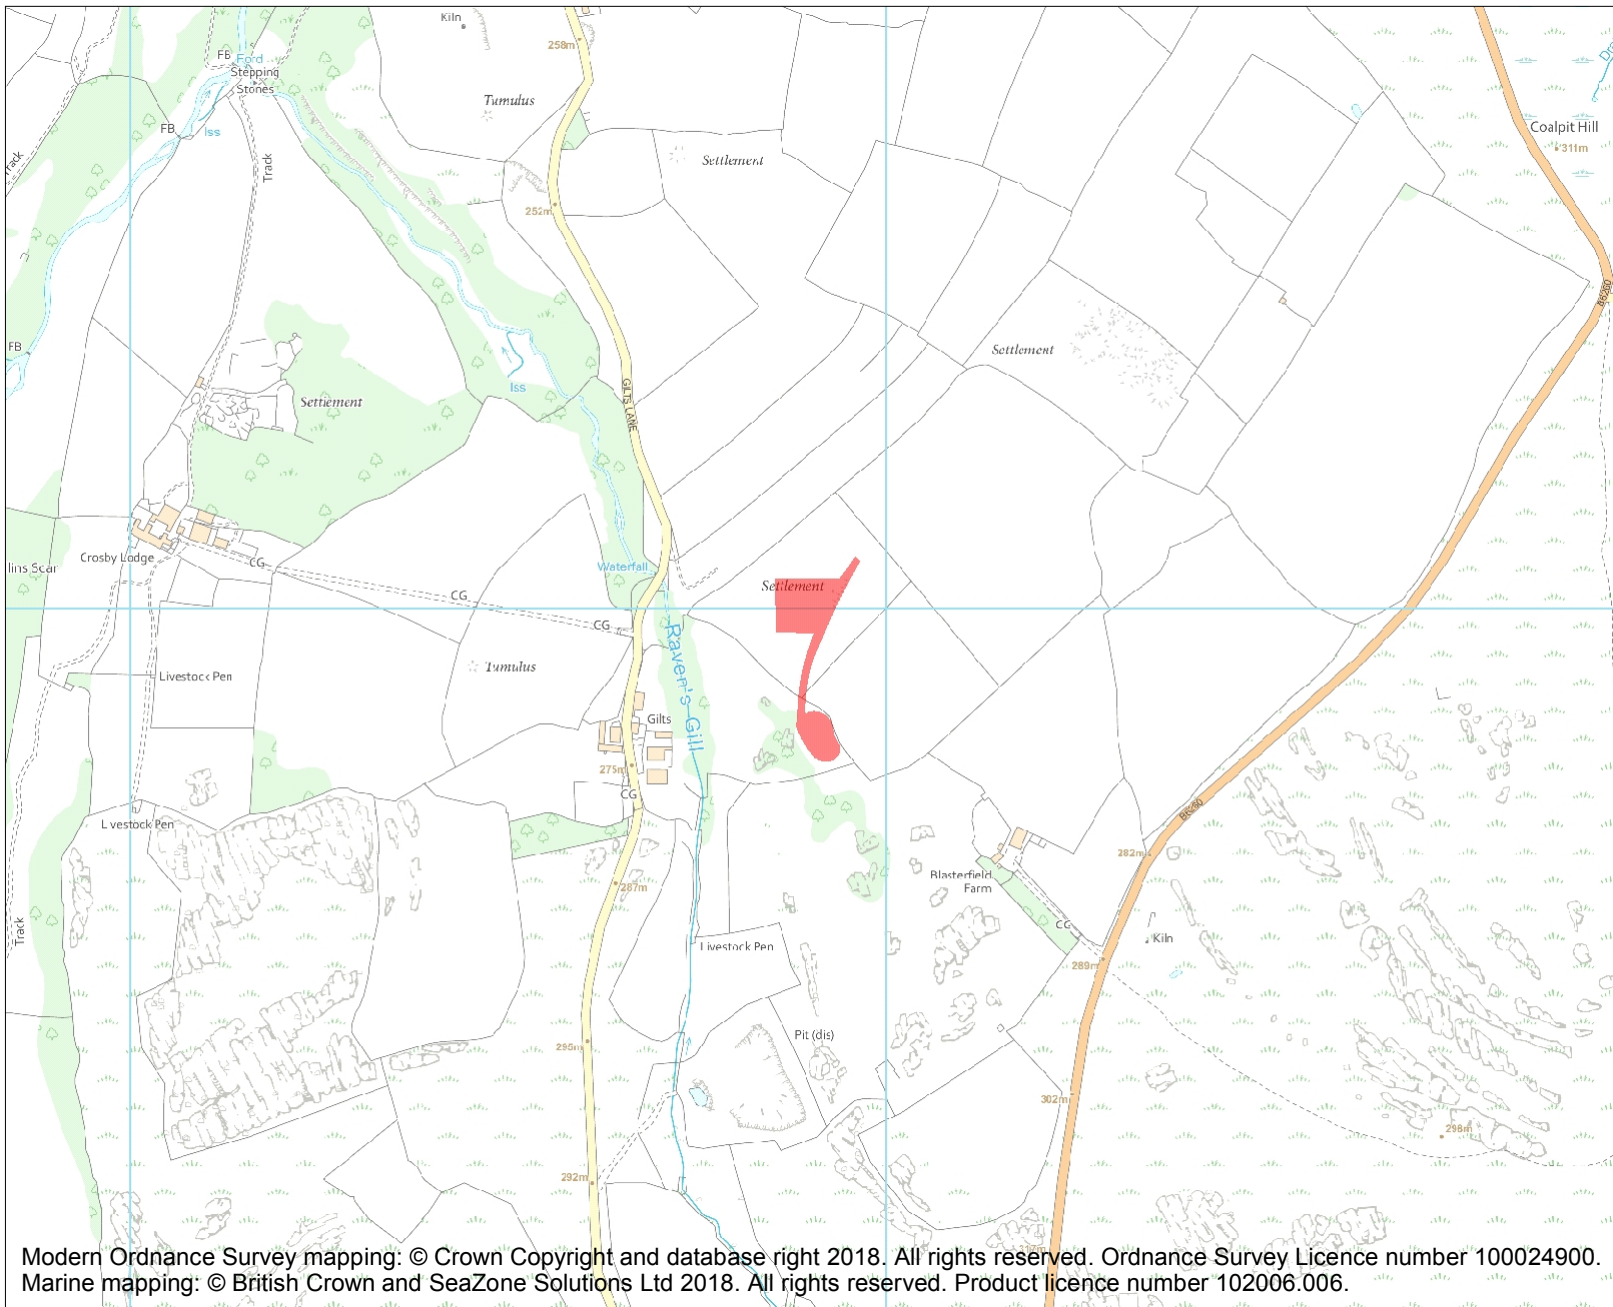 Kiln
258m
FB
Ford
Stepping
Stones
Tumulus
Coalpit Hill
311m
FB
Iss
Track
Track
Settlement
252m
B6260
FB
Settlement
Iss
GILTS LANE
Settlement
Crosby Lodge
CG
lins Scar
Waterfall
Settlement
CG
CG
Raven's Gill
Tumulus
Livestock Pen
Gilts
275m
CG
Livestock Pen
B6260
282m
Blasterfield
Farm
287m
Track
CG
Kiln
Livestock Pen
289m
Pit (dis)
295m
302m
298m
292m
317m
Modern Ordnance Survey mapping: © Crown Copyright and database right 2018. All rights reserved. Ordnance Survey Licence number 100024900.
Marine mapping: © British Crown and SeaZone Solutions Ltd 2018. All rights reserved. Product licence number 102006.006.